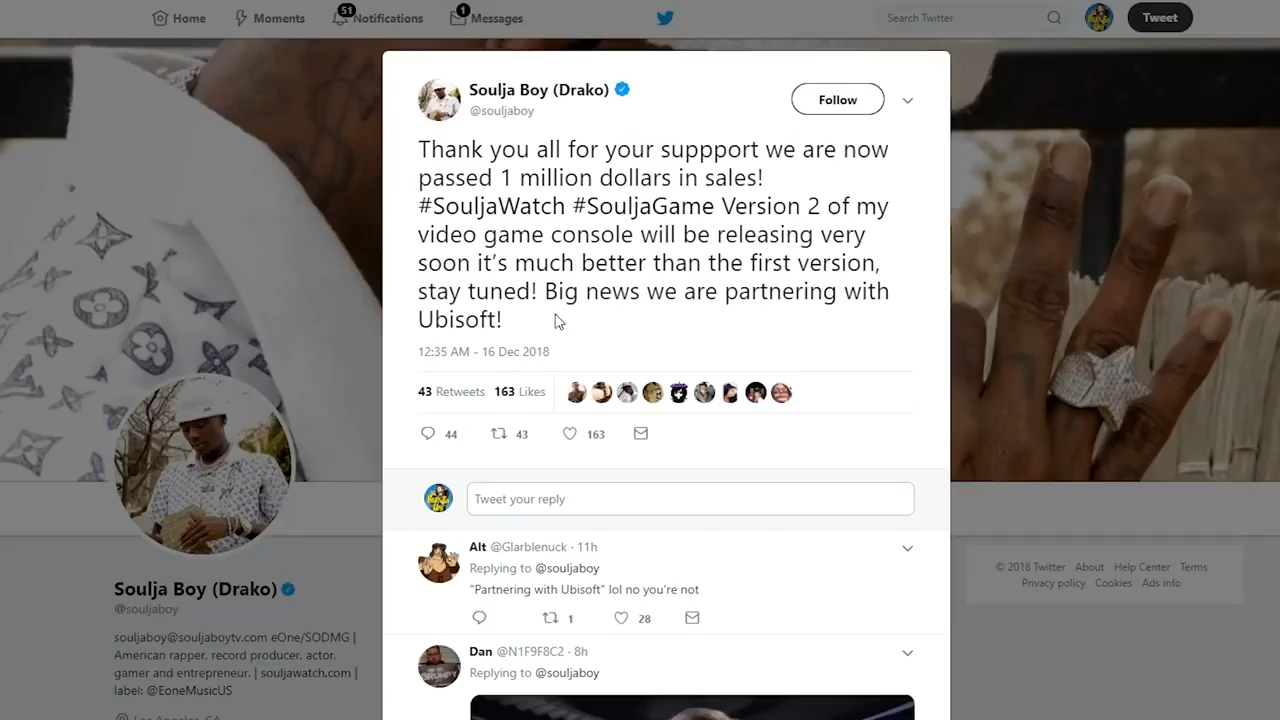 Home
Moments
51
Notifications
1
Messages
Search Twitter
Tweet
Soulja Boy (Drako)
@souljaboy
Follow
Thank you all for your suppport we are now
passed 1 million dollars in sales!
#SouljaWatch #SouljaGame Version 2 of my
video game console will be releasing very
soon it's much better than the first version,
stay tuned! Big news we are partnering with
Ubisoft!
12:35 AM - 16 Dec 2018
43 Retweets 163 Likes
44 43 163
Tweet your reply
Alt @Glarblenuck · 11h
Replying to @souljaboy
"Partnering with Ubisoft" lol no you're not
1 28
Dan @N1F9F8C2 · 8h
Replying to @souljaboy
Soulja Boy (Drako)
@souljaboy
souljaboy@souljaboytv.com eOne/SODMG |
American rapper. record producer. actor.
gamer and entrepreneur. | souljawatch.com |
label: @EoneMusicUS
Los Angeles, CA
© 2018 Twitter About Help Center Terms
Privacy policy Cookies Ads info